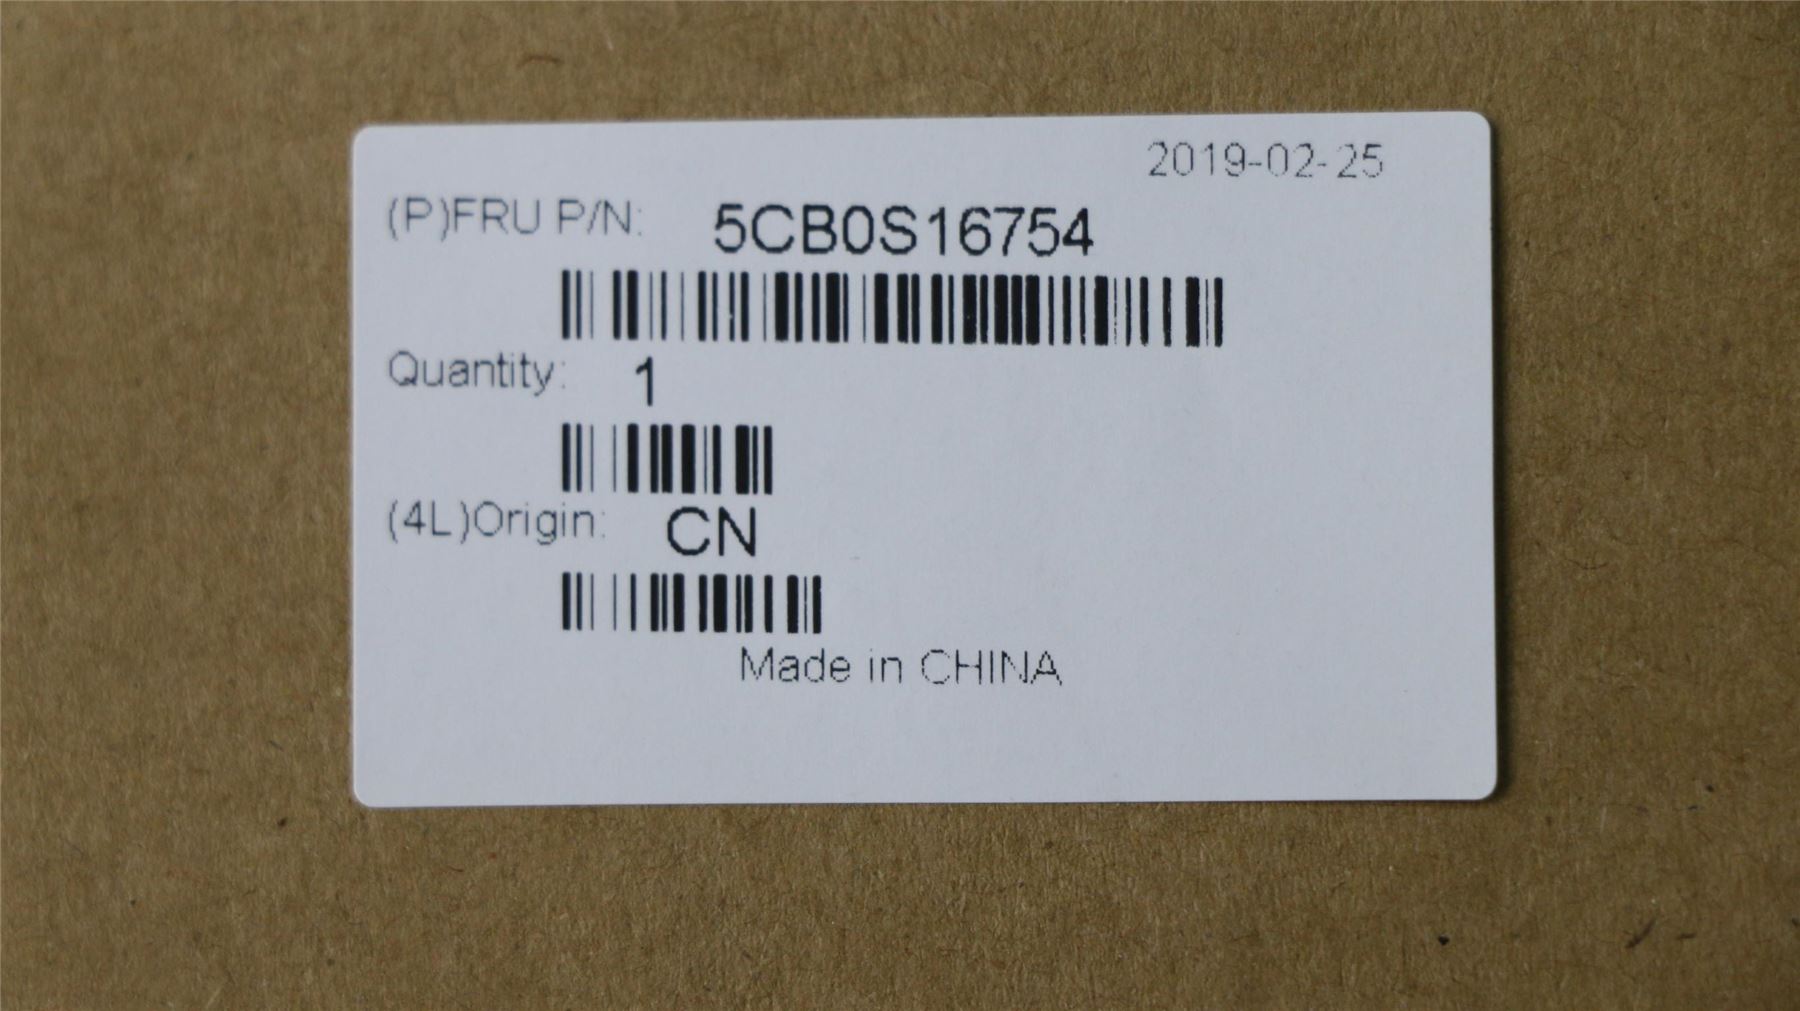 2019-02-25
(P)FRU P/N: 5CB0S16754
Quantity: 1
(4L)Origin: CN
Made in CHINA